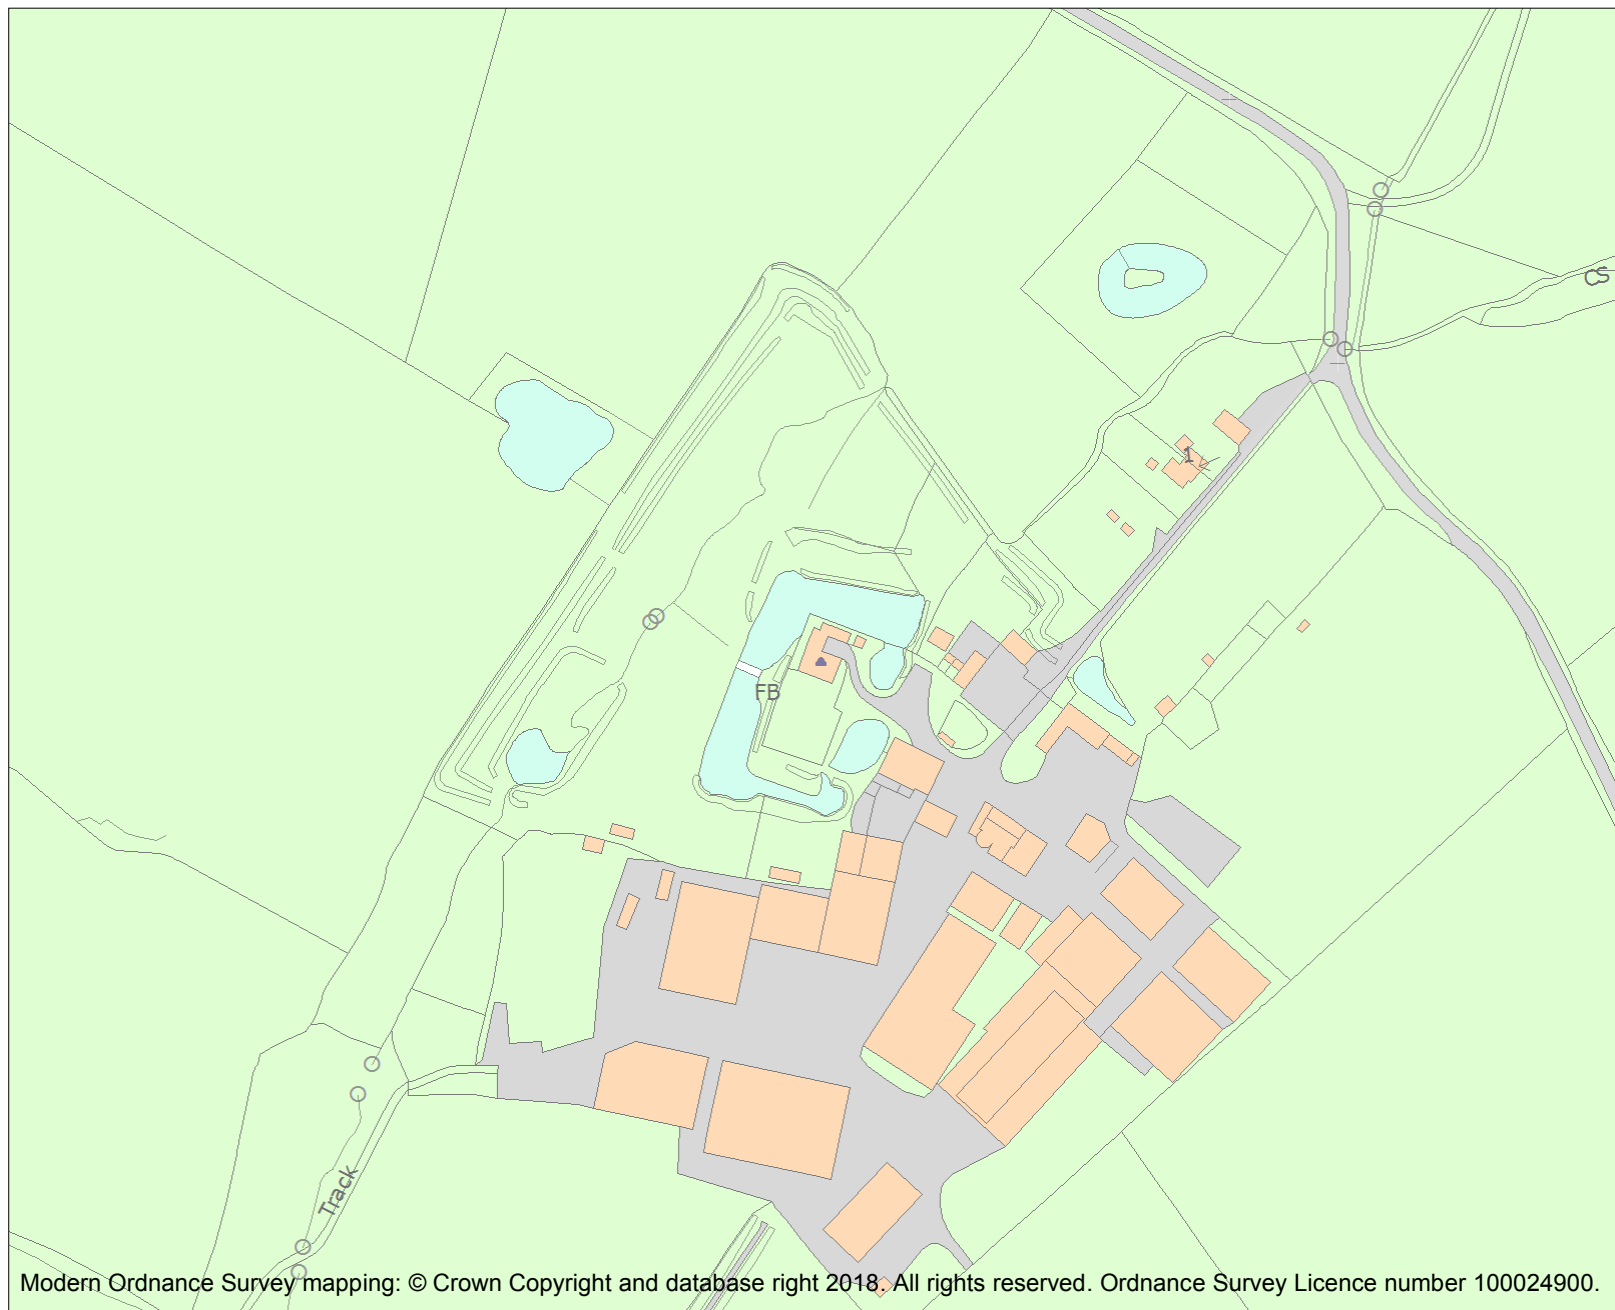 CS
1
FB
Track
Modern Ordnance Survey mapping: © Crown Copyright and database right 2018. All rights reserved. Ordnance Survey Licence number 100024900.